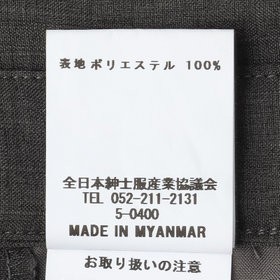 表地 ポリエステル 100%
全日本紳士服産業協議会
TEL 052-211-2131
5-0400
MADE IN MYANMAR
お取り扱いの注意